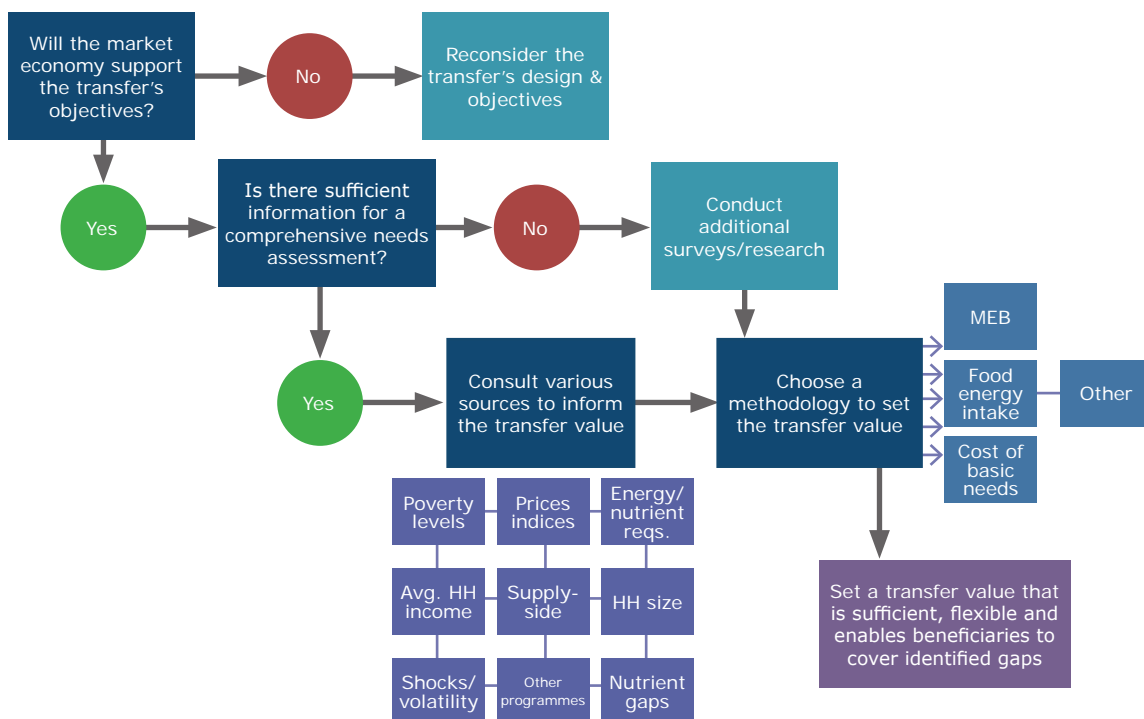 Will the market
economy support
the transfer's
objectives?
No
Reconsider the
transfer's design &
objectives
Yes
Is there sufficient
information for a
comprehensive needs
assessment?
No
Conduct
additional
surveys/research
Yes
Consult various
sources to inform
the transfer value
Choose a
methodology to set
the transfer value
MEB
Food
energy
intake
Other
Cost of
basic
needs
Poverty
levels
Prices
indices
Energy/
nutrient
reqs.
Avg. HH
income
Supply-
side
HH size
Shocks/
volatility
Other
programmes
Nutrient
gaps
Set a transfer value that
is sufficient, flexible and
enables beneficiaries to
cover identified gaps